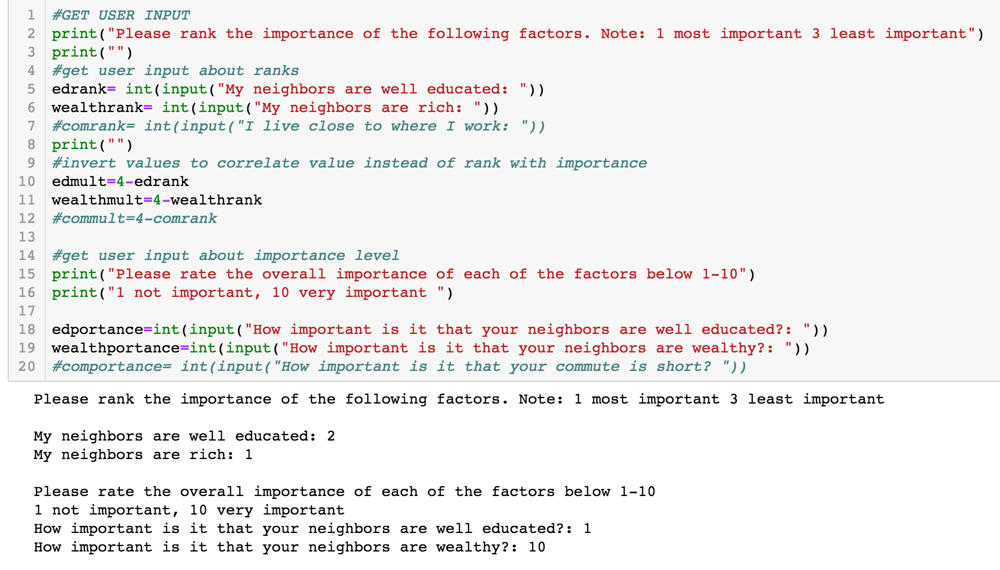 1 #GET USER INPUT
2 print("Please rank the importance of the following factors. Note: 1 most important 3 least important")
3 print("")
4 #get user input about ranks
5 edrank= int(input("My neighbors are well educated: "))
6 wealthrank= int(input("My neighbors are rich: "))
7 #comrank= int(input("I live close to where I work: "))
8 print("")
9 #invert values to correlate value instead of rank with importance
10 edmult=4-edrank
11 wealthmult=4-wealthrank
12 #commult=4-comrank
13
14 #get user input about importance level
15 print("Please rate the overall importance of each of the factors below 1-10")
16 print("1 not important, 10 very important ")
17
18 edportance=int(input("How important is it that your neighbors are well educated?: "))
19 wealthportance=int(input("How important is it that your neighbors are wealthy?: "))
20 #comportance= int(input("How important is it that your commute is short? "))
Please rank the importance of the following factors. Note: 1 most important 3 least important
My neighbors are well educated: 2
My neighbors are rich: 1
Please rate the overall importance of each of the factors below 1-10
1 not important, 10 very important
How important is it that your neighbors are well educated?: 1
How important is it that your neighbors are wealthy?: 10